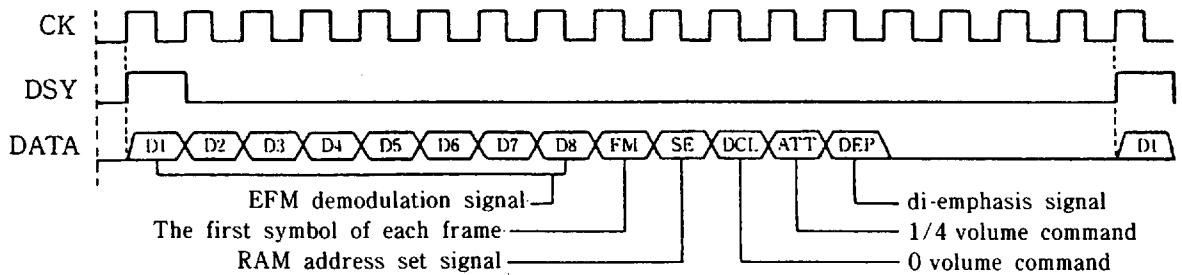 CK
DSY
DATA D1 D2 D3 D4 D5 D6 D7 D8 FM SE DCL ATT DEP D1
EFM demodulation signal
di-emphasis signal
The first symbol of each frame
1/4 volume command
RAM address set signal
0 volume command